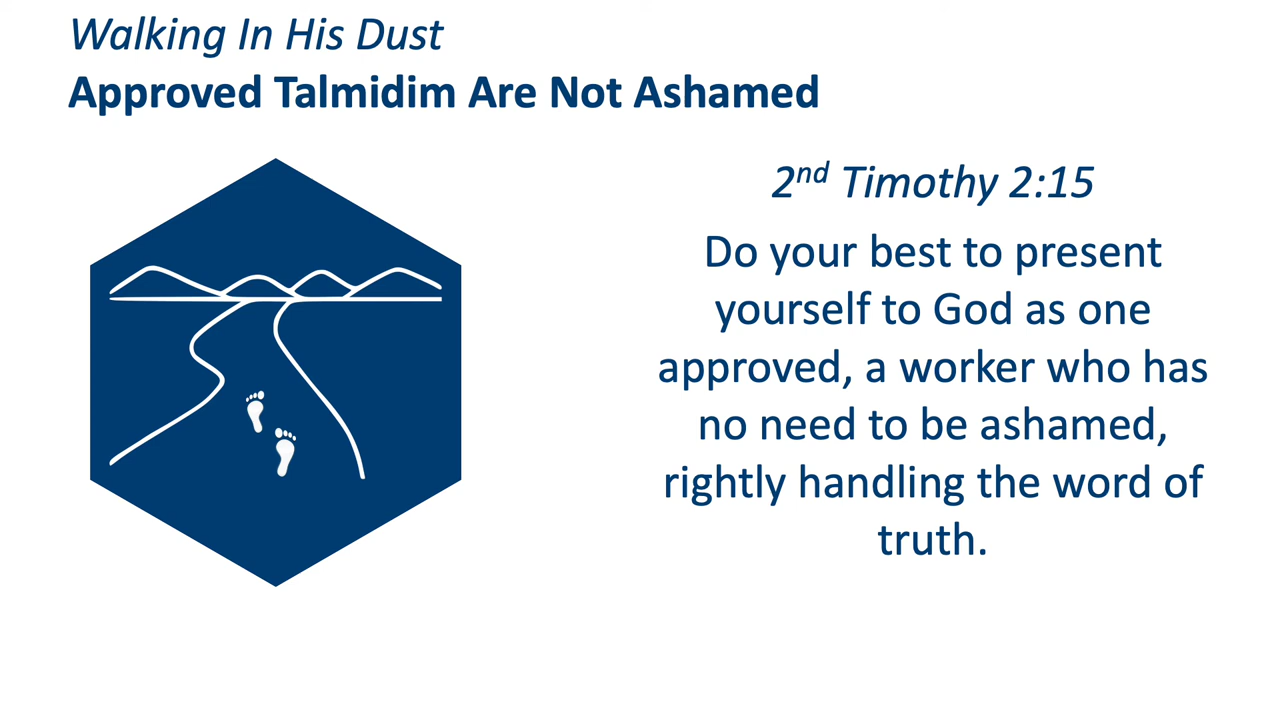 Walking In His Dust
Approved Talmidim Are Not Ashamed
2nd Timothy 2:15
Do your best to present
yourself to God as one
approved, a worker who has
no need to be ashamed,
rightly handling the word of
truth.